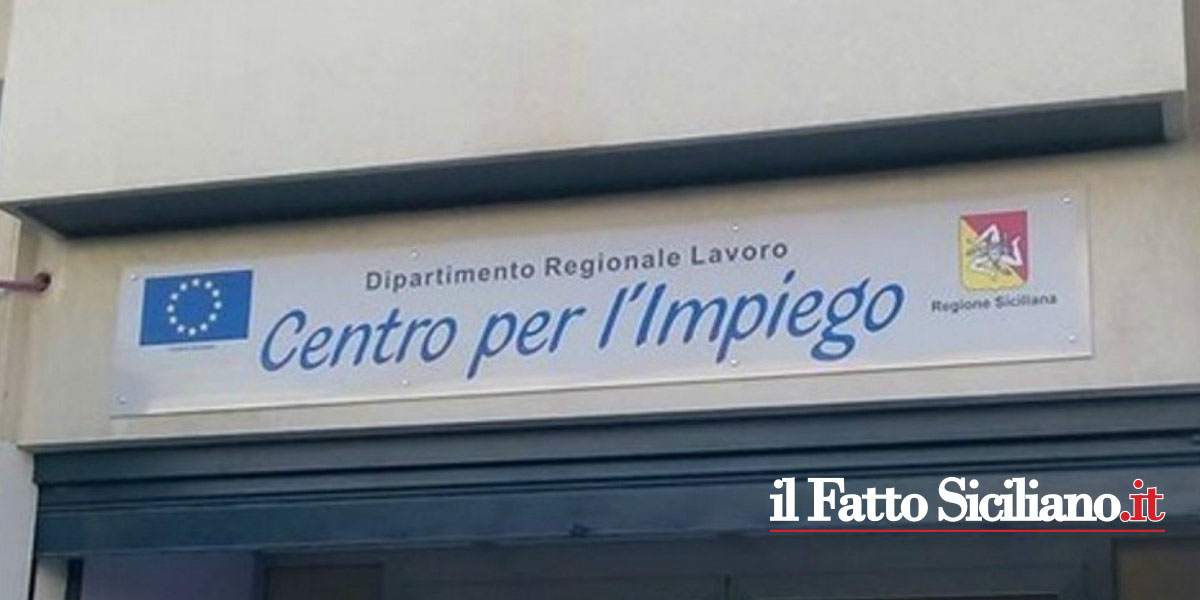 Dipartimento Regionale Lavoro
Centro per l'Impiego
Regione Siciliana
il Fatto Siciliano.it